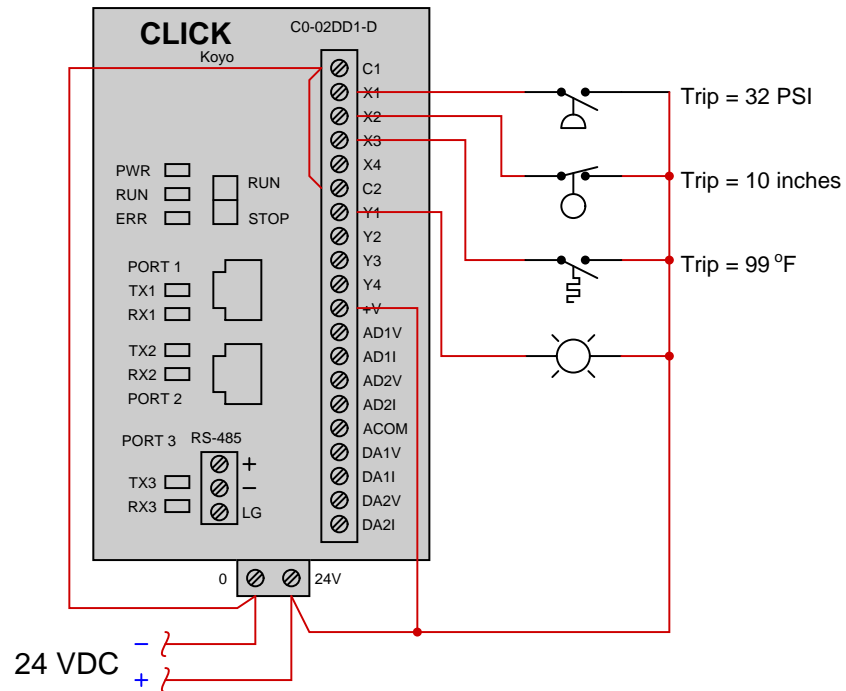 CLICK
Koyo
C0-02DD1-D
C1
X1
X2
X3
X4
C2
Y1
Y2
Y3
Y4
+V
AD1V
AD1I
AD2V
AD2I
ACOM
DA1V
DA1I
DA2V
DA2I
PWR
RUN
ERR
RUN
STOP
PORT 1
TX1
RX1
TX2
RX2
PORT 2
PORT 3 RS-485
+
TX3 −
RX3 LG
0 24V
24 VDC
−
+
Trip = 32 PSI
Trip = 10 inches
Trip = 99 °F